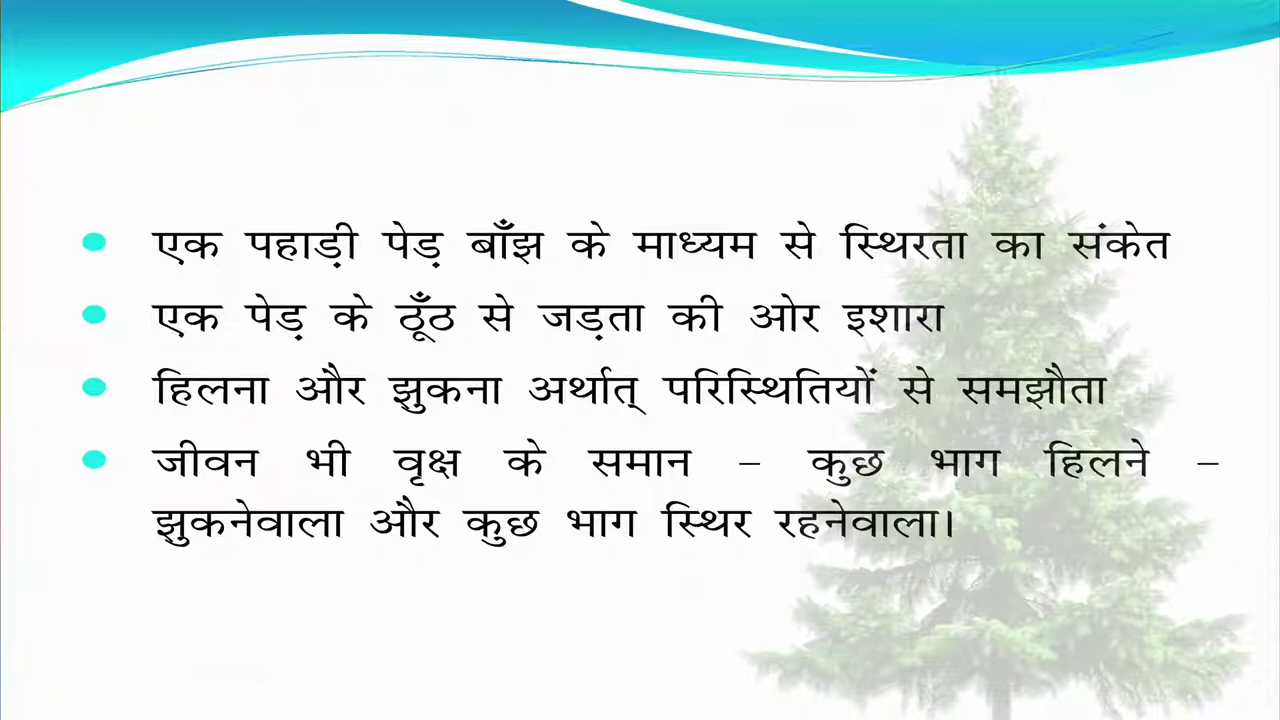 एक पहाड़ी पेड़ बाँझ के माध्यम से स्थिरता का संकेत
एक पेड़ के ठूँठ से जड़ता की ओर इशारा
हिलना और झुकना अर्थात् परिस्थितियों से समझौता
जीवन भी वृक्ष के समान – कुछ भाग हिलने –
झुकनेवाला और कुछ भाग स्थिर रहनेवाला।